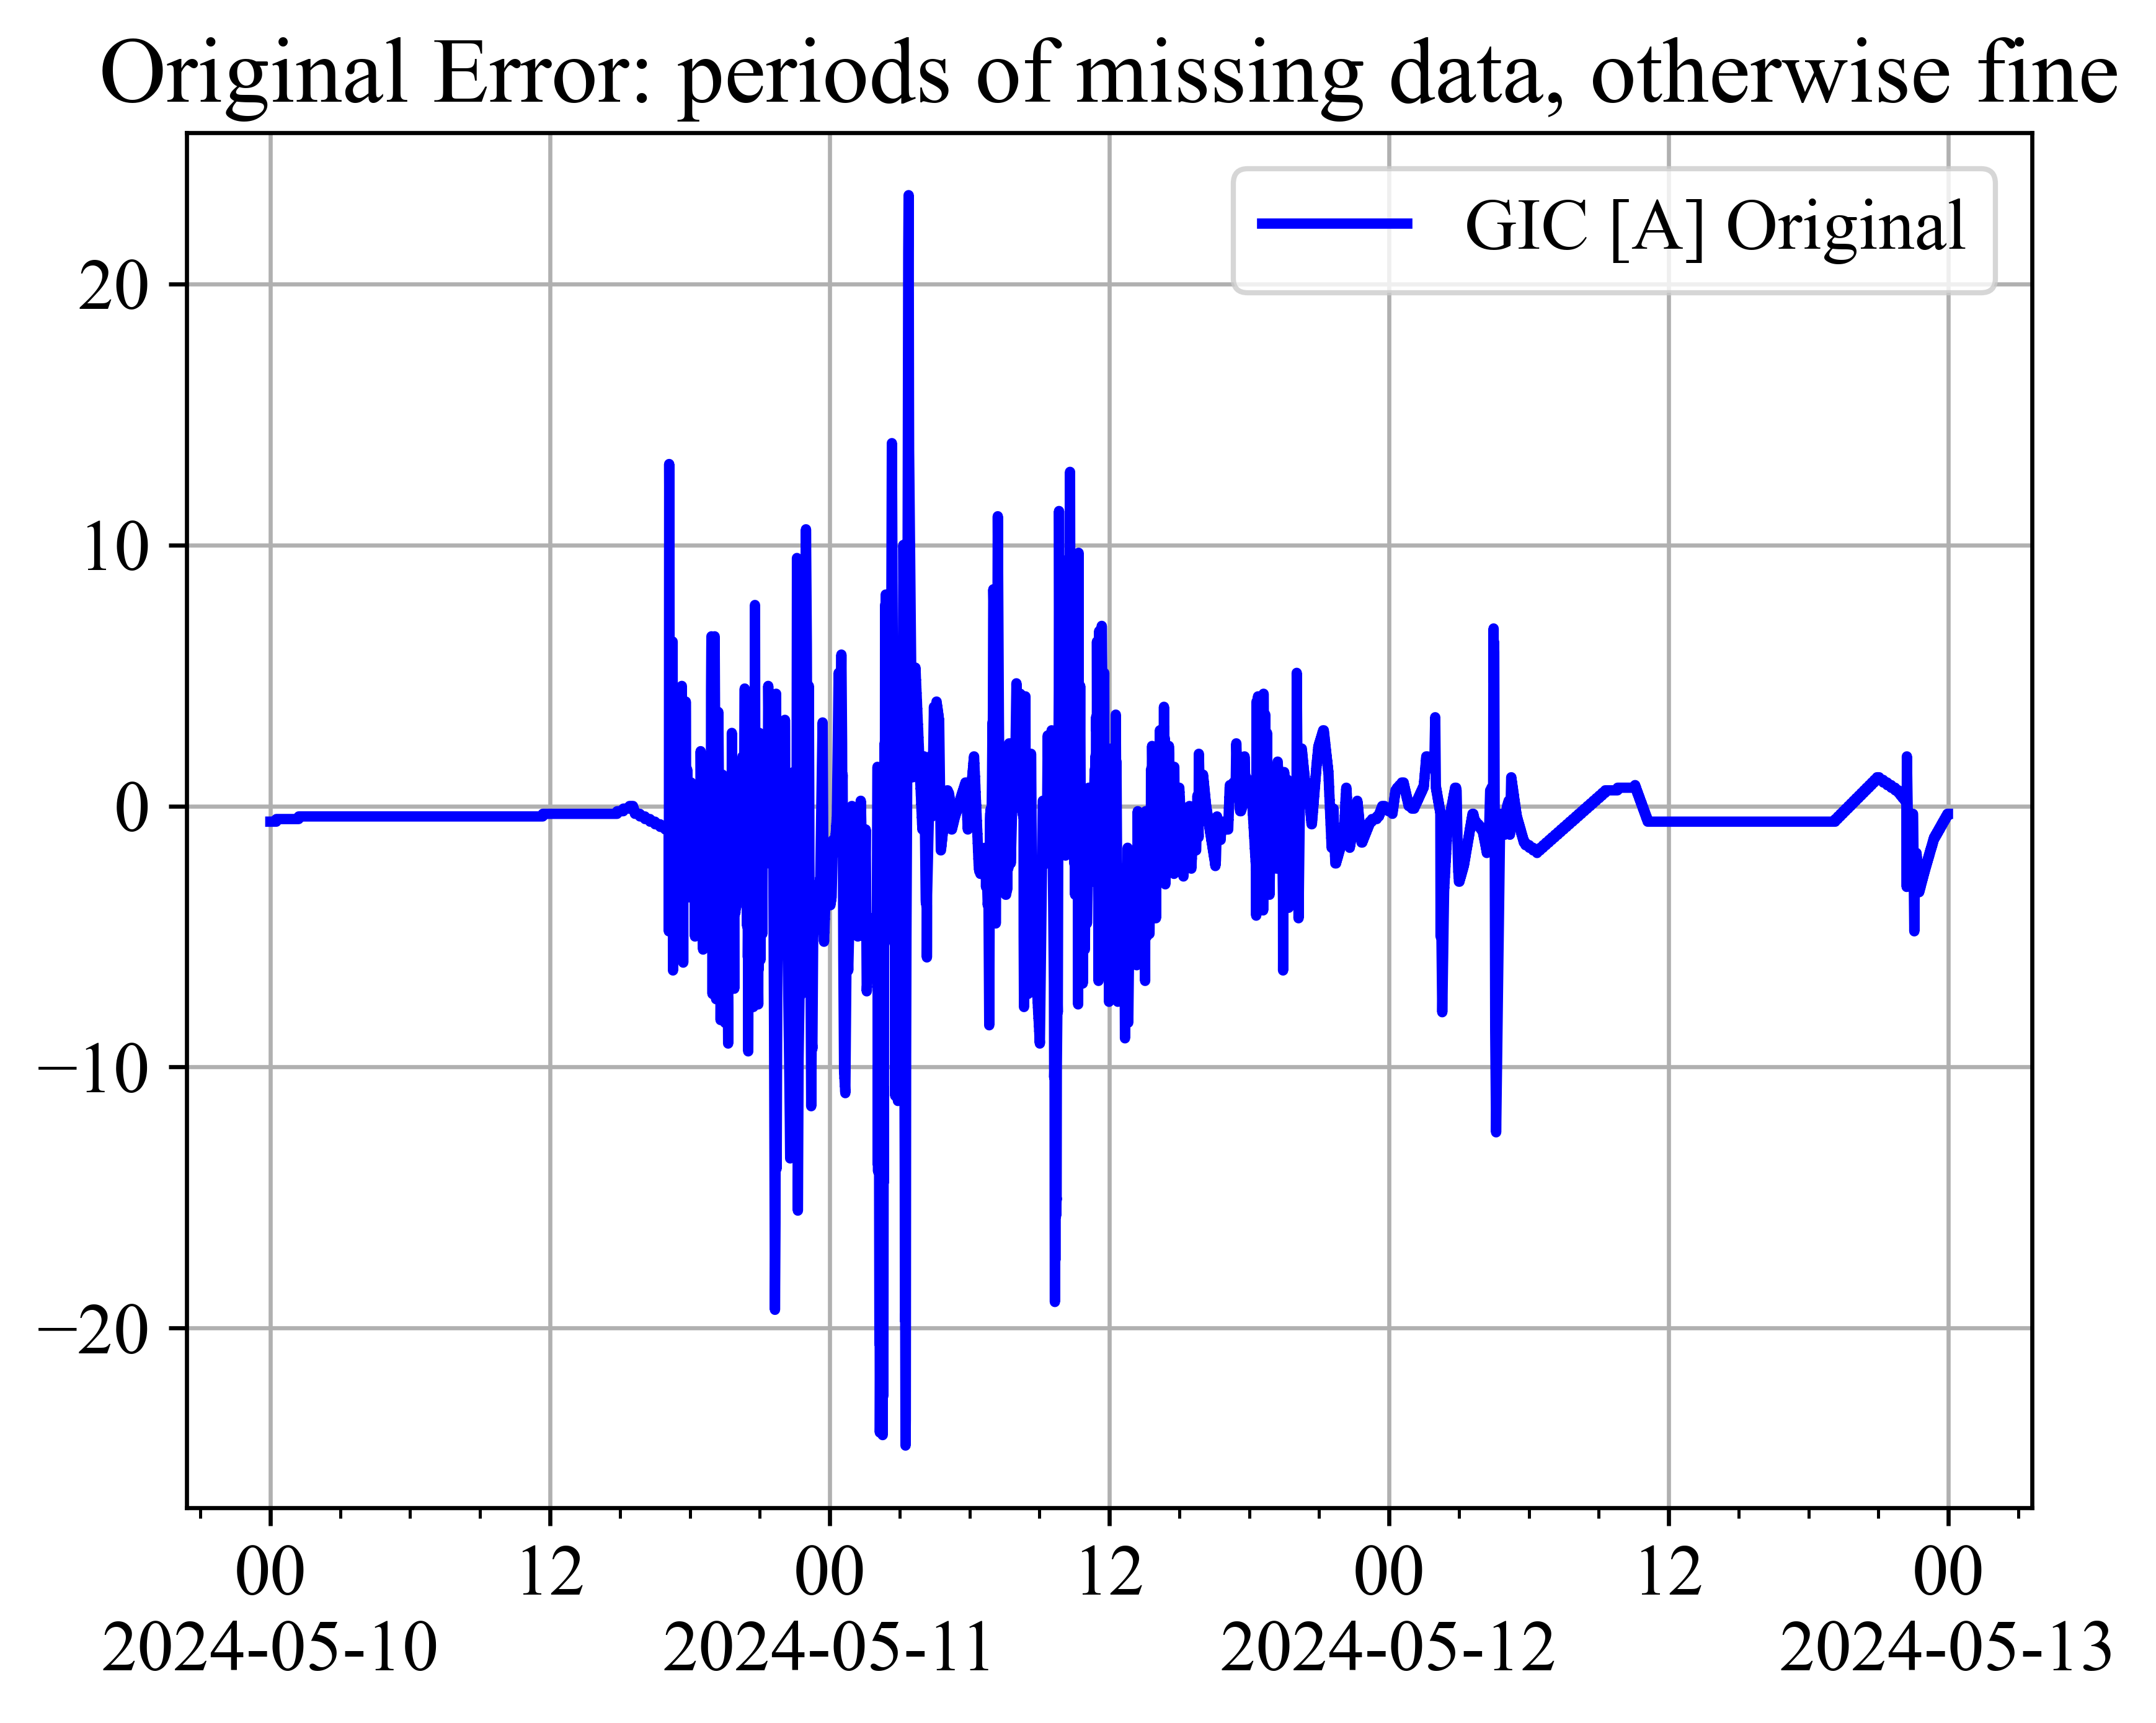 Original Error: periods of missing data, otherwise fine
GIC [A] Original
20
10
0
−10
−20
00 12 00 12 00 12 00
2024-05-10 2024-05-11 2024-05-12 2024-05-13